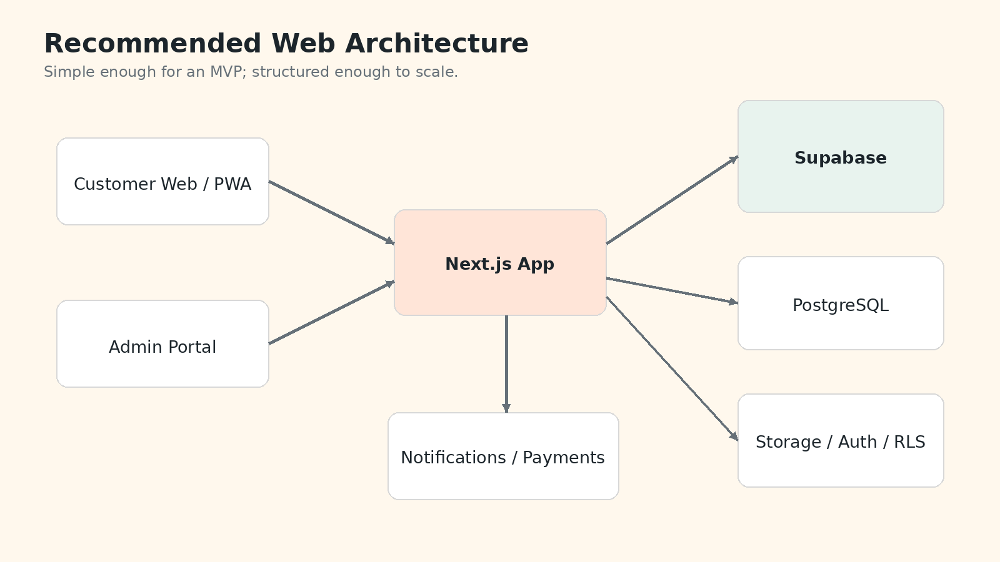 Recommended Web Architecture
Simple enough for an MVP; structured enough to scale.
Customer Web / PWA
Admin Portal
Next.js App
Notifications / Payments
Supabase
PostgreSQL
Storage / Auth / RLS